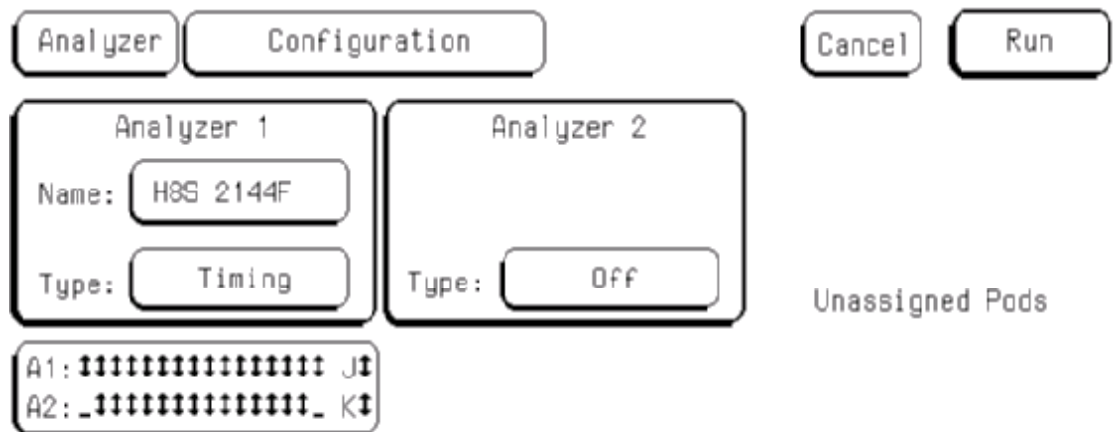 Analyzer Configuration Cancel Run
Analyzer 1 Analyzer 2
Name: H8S 2144F
Type: Timing Type: Off
Unassigned Pods
A1:↕↕↕↕↕↕↕↕↕↕↕↕↕↕↕↕ J↕
A2:_↕↕↕↕↕↕↕↕↕↕↕↕↕↕_ K↕